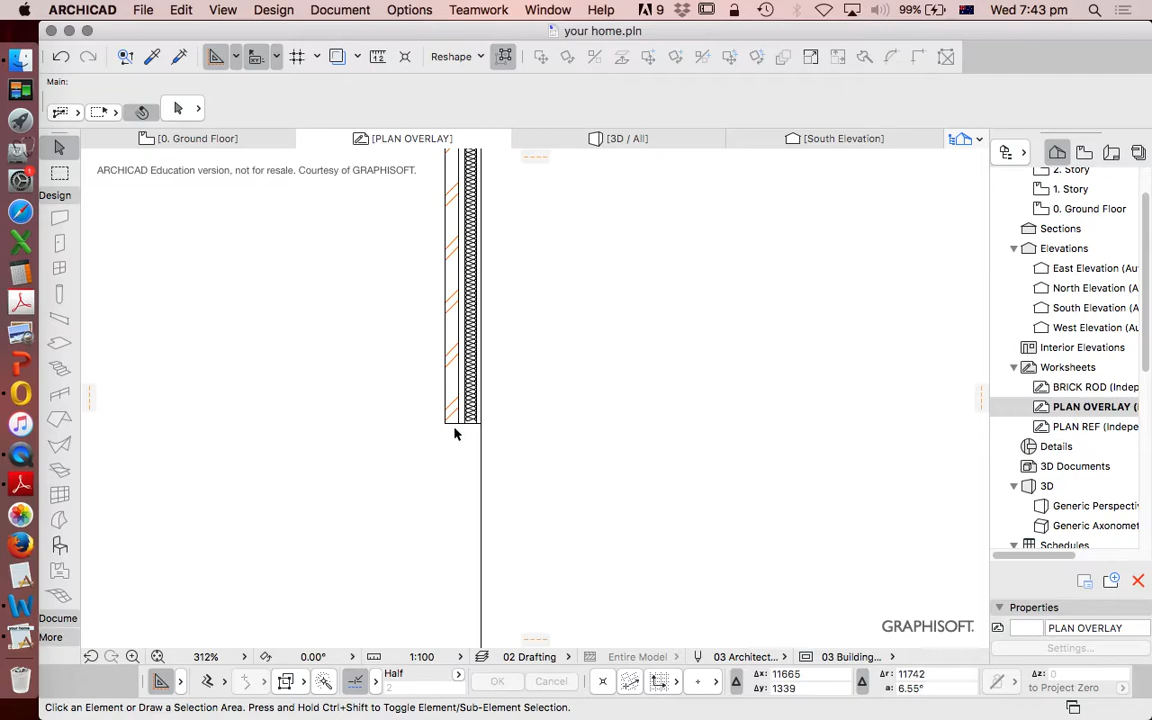 ARCHICAD File Edit View Design Document Options Teamwork Window Help 9 99% Wed 7:43 pm
your home.pln
Reshape
Main:
[0. Ground Floor] [PLAN OVERLAY] [3D / All] [South Elevation]
ARCHICAD Education version, not for resale. Courtesy of GRAPHISOFT.
2. Story
1. Story
0. Ground Floor
Sections
Elevations
East Elevation (Au
North Elevation (A
South Elevation (A
West Elevation (Au
Interior Elevations
Worksheets
BRICK ROD (Indep
PLAN OVERLAY (
PLAN REF (Indepe
Details
3D Documents
3D
Generic Perspecti
Generic Axonomet
Schedules
Design
Docume
More
GRAPHISOFT.
Properties
PLAN OVERLAY
Settings...
312% 0.00° 1:100 02 Drafting Entire Model 03 Architect... 03 Building...
Half
2
OK Cancel
Δx: 11665
Δy: 1339
Δr: 11742
a: 6.55°
Δz: 0
to Project Zero
Click an Element or Draw a Selection Area. Press and Hold Ctrl+Shift to Toggle Element/Sub-Element Selection.